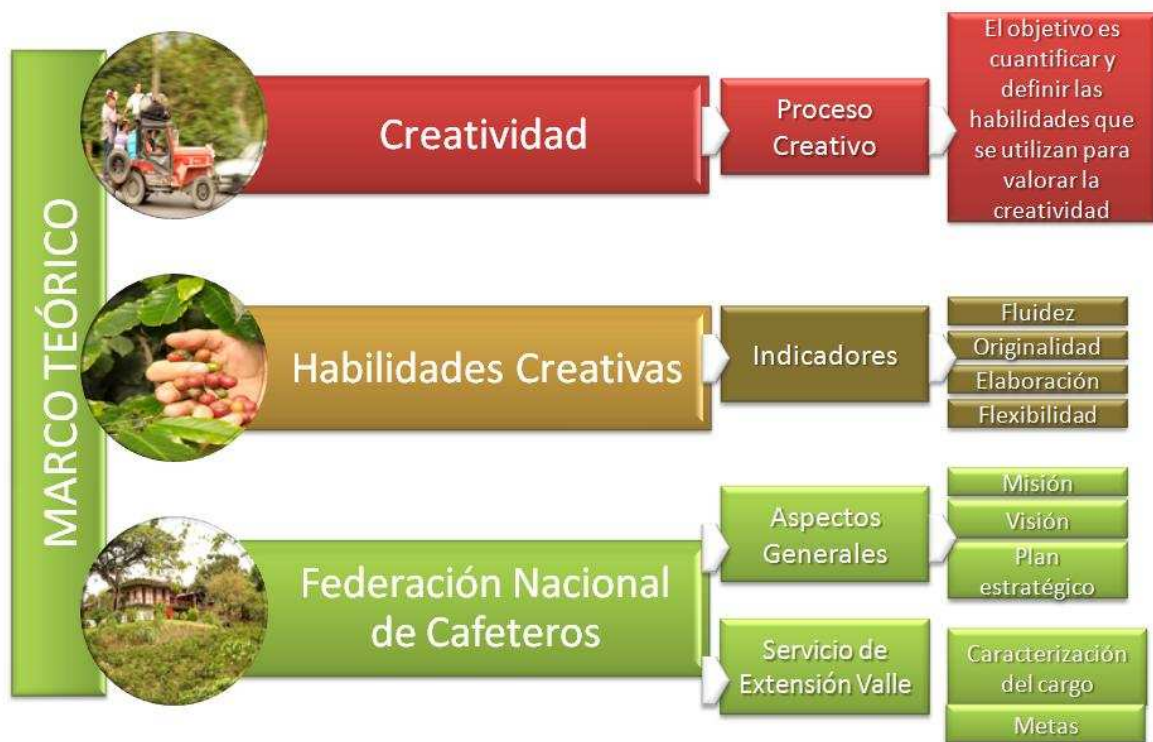 MARCO TEÓRICO
Creatividad
Proceso
Creativo
El objetivo es
cuantificar y
definir las
habilidades que
se utilizan para
valorar la
creatividad
Habilidades Creativas
Indicadores
Fluidez
Originalidad
Elaboración
Flexibilidad
Federación Nacional
de Cafeteros
Aspectos
Generales
Misión
Visión
Plan
estratégico
Servicio de
Extensión Valle
Caracterización
del cargo
Metas